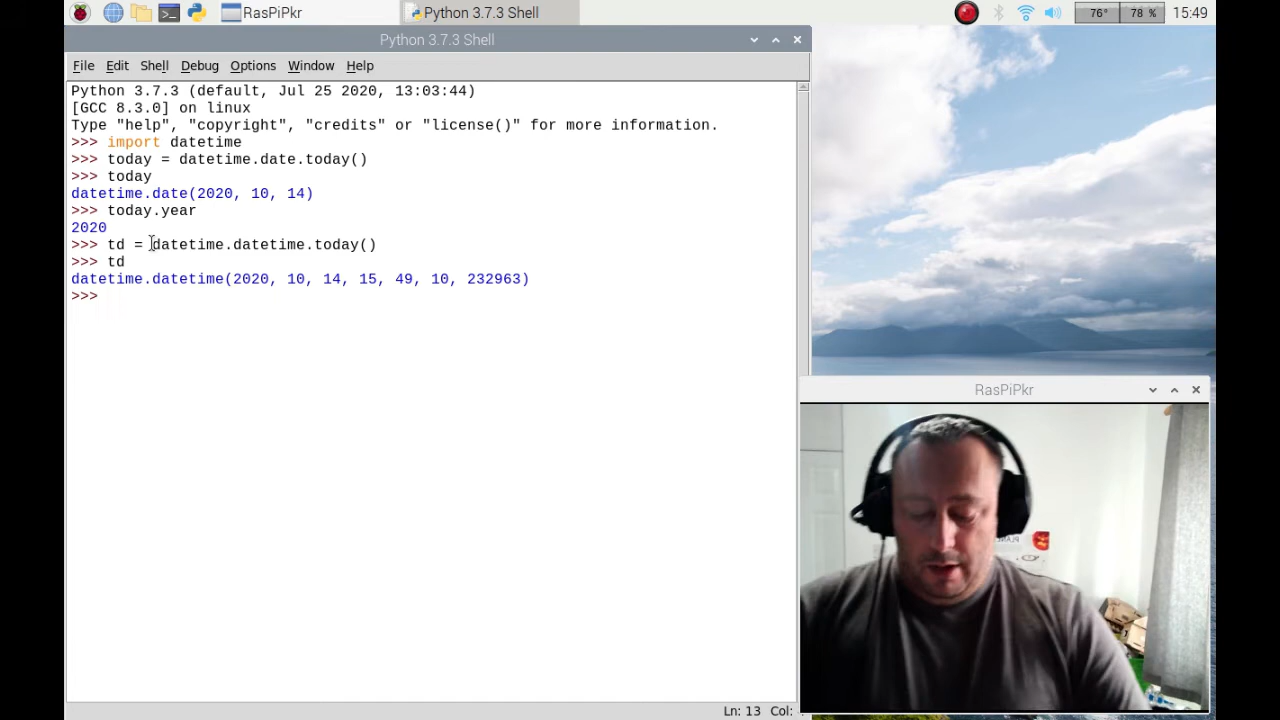 RasPiPkr
Python 3.7.3 Shell
76° 78 % 15:49
Python 3.7.3 Shell
File Edit Shell Debug Options Window Help
Python 3.7.3 (default, Jul 25 2020, 13:03:44)
[GCC 8.3.0] on linux
Type "help", "copyright", "credits" or "license()" for more information.
>>> import datetime
>>> today = datetime.date.today()
>>> today
datetime.date(2020, 10, 14)
>>> today.year
2020
>>> td = datetime.datetime.today()
>>> td
datetime.datetime(2020, 10, 14, 15, 49, 10, 232963)
>>>
RasPiPkr
Ln: 13 Col: